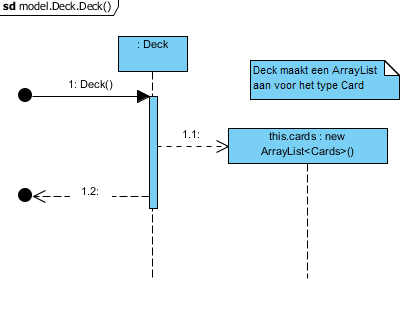 sd model.Deck.Deck()
: Deck
Deck maakt een ArrayList
aan voor het type Card
1: Deck()
1.1:
this.cards : new
ArrayList<Cards>()
1.2: